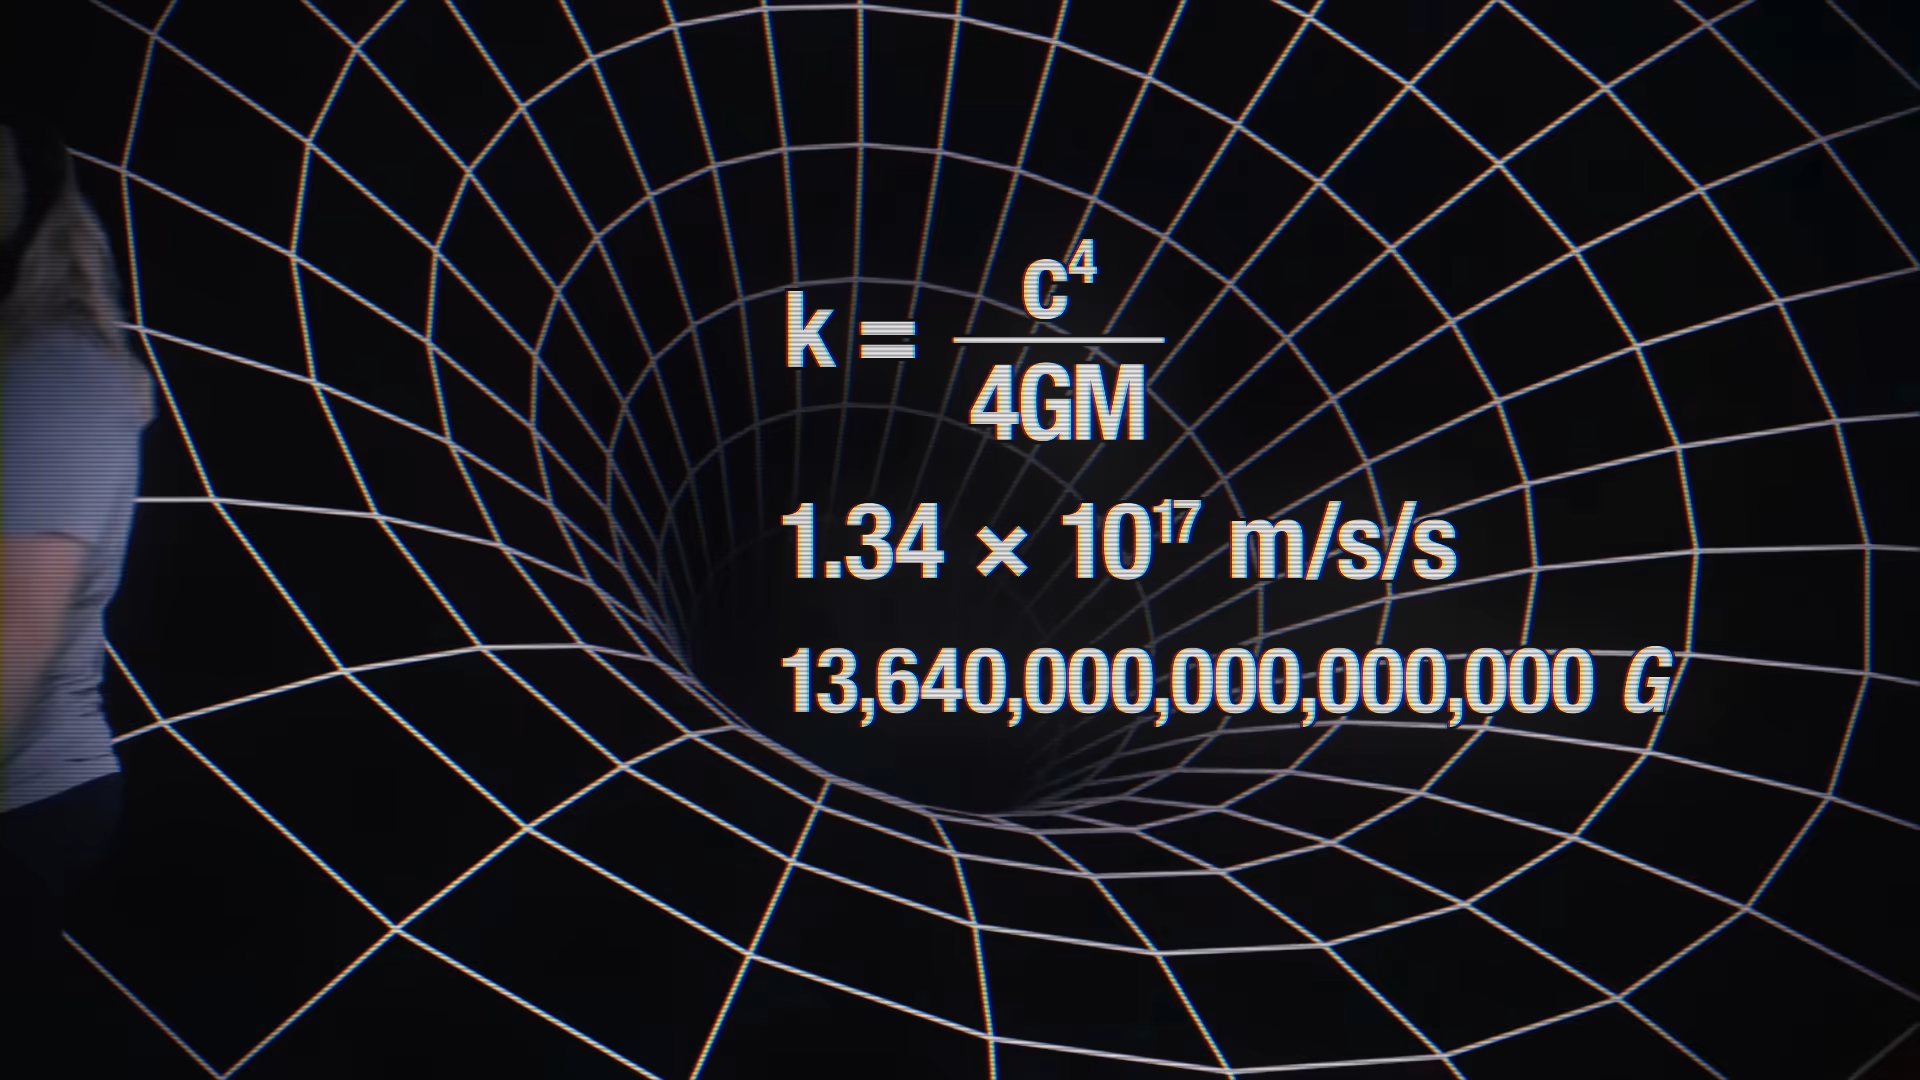 k = c⁴
4GM
1.34 × 10¹⁷ m/s/s
13,640,000,000,000,000 G